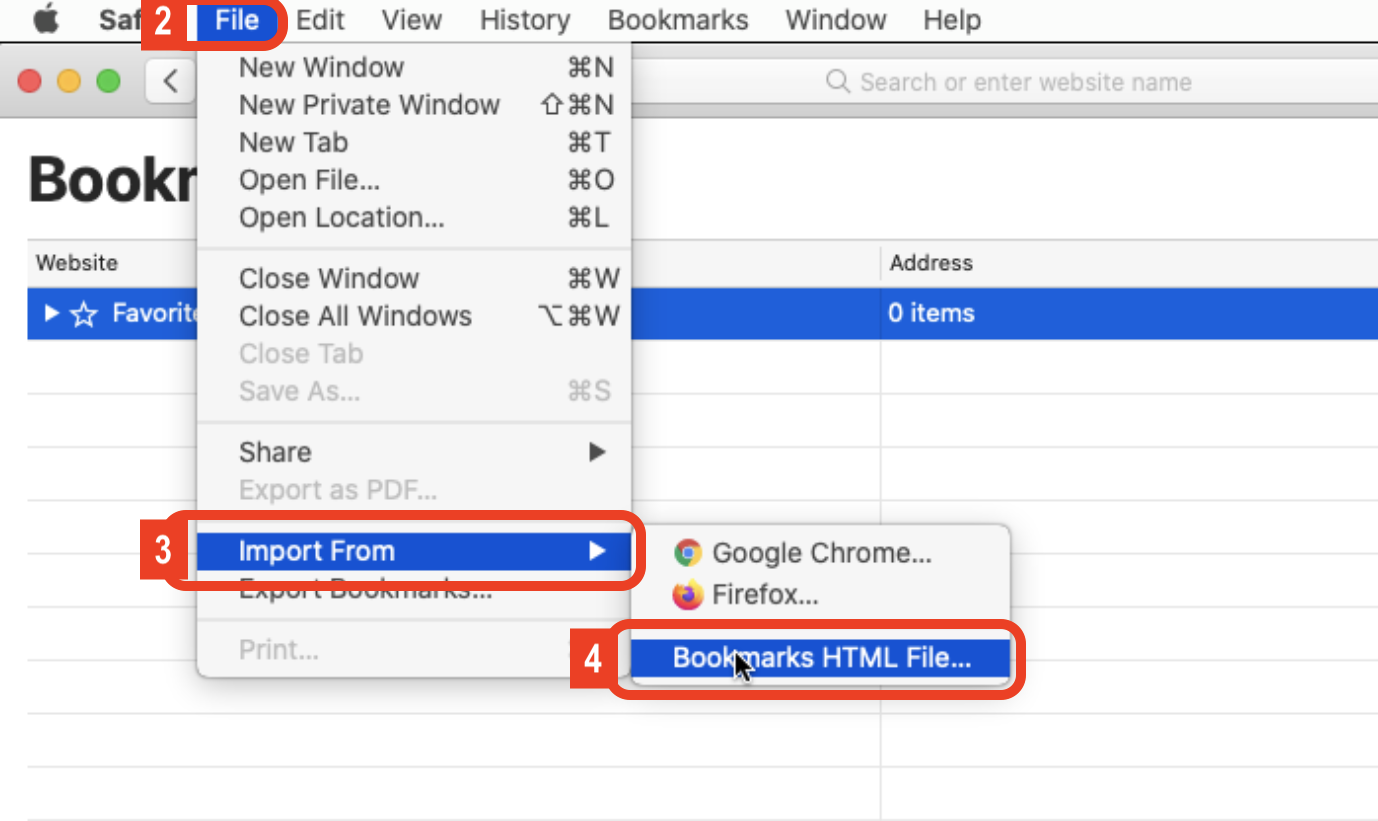 Saf 2 File Edit View History Bookmarks Window Help
Search or enter website name
New Window ⌘N
New Private Window ⇧⌘N
New Tab ⌘T
Open File... ⌘O
Open Location... ⌘L
Bookm
Website Address
Close Window ⌘W
Favorite 0 items
Close All Windows ⌥⌘W
Close Tab
Save As... ⌘S
Share
Export as PDF...
3 Import From
Export Bookmarks...
Print...
Google Chrome...
Firefox...
4 Bookmarks HTML File...